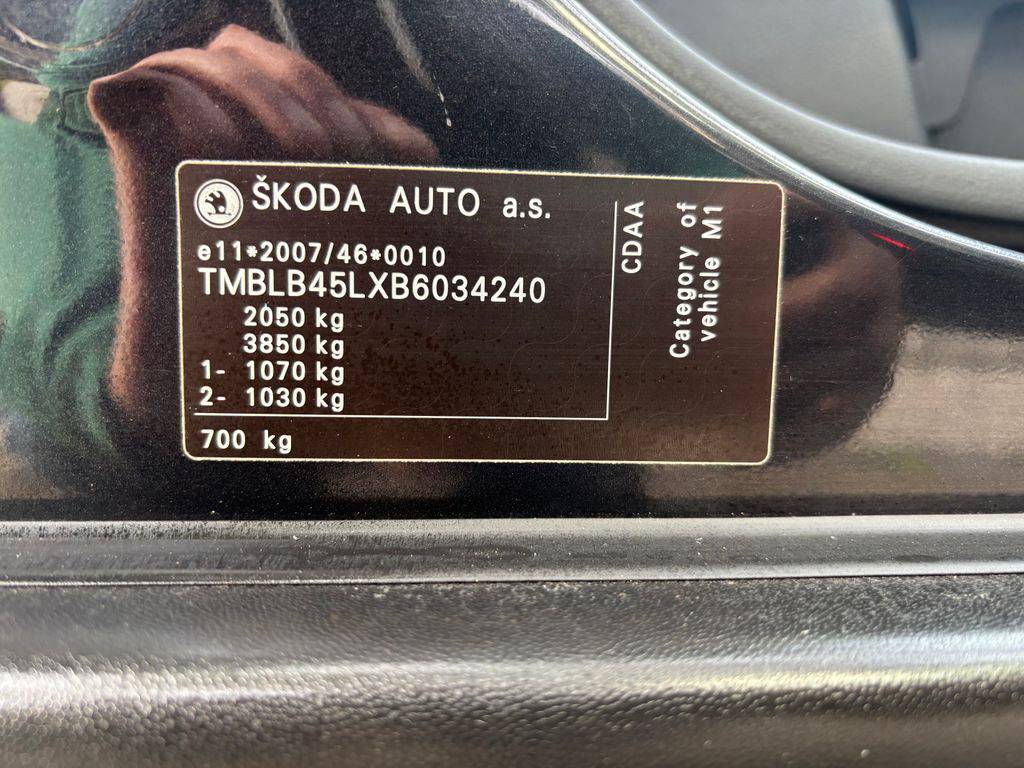 ŠKODA AUTO a.s.
e11*2007/46*0010
TMBLB45LXB6034240
2050 kg
3850 kg
1- 1070 kg
2- 1030 kg
700 kg
CDAA
Category of
vehicle M1